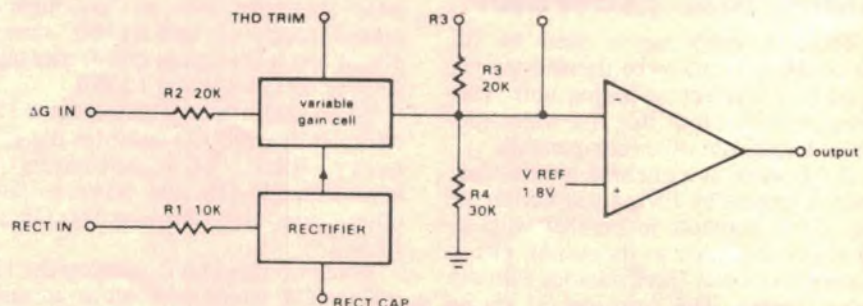 THD TRIM
R3
R3
20K
R2 20K
ΔG IN
variable
gain cell
output
V REF
1.8V
+
R4
30K
R1 10K
RECT IN
RECTIFIER
RECT CAP